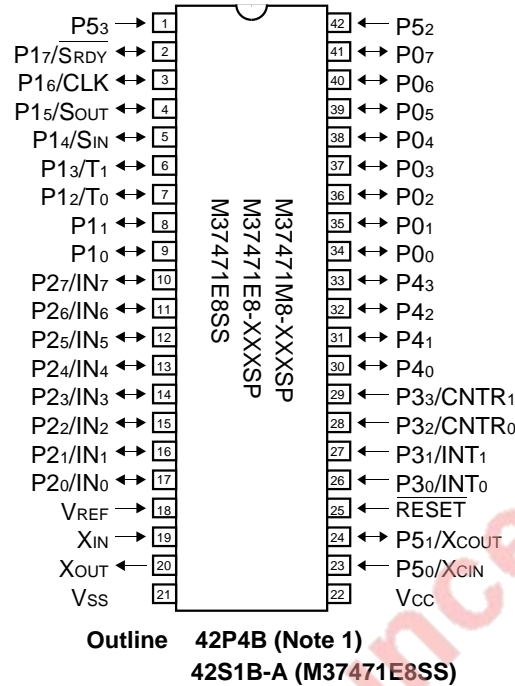 P53 1 42 P52
P17/SRDY 2 41 P07
P16/CLK 3 40 P06
P15/SOUT 4 39 P05
P14/SIN 5 38 P04
P13/T1 6 37 P03
P12/T0 7 36 P02
P11 8 35 P01
P10 9 34 P00
P27/IN7 10 33 P43
P26/IN6 11 32 P42
P25/IN5 12 31 P41
P24/IN4 13 30 P40
P23/IN3 14 29 P33/CNTR1
P22/IN2 15 28 P32/CNTR0
P21/IN1 16 27 P31/INT1
P20/IN0 17 26 P30/INT0
VREF 18 25 RESET
XIN 19 24 P51/XCOUT
XOUT 20 23 P50/XCIN
VSS 21 22 VCC
M37471M8-XXXSP
M37471E8-XXXSP
M37471E8SS
Outline 42P4B (Note 1)
42S1B-A (M37471E8SS)